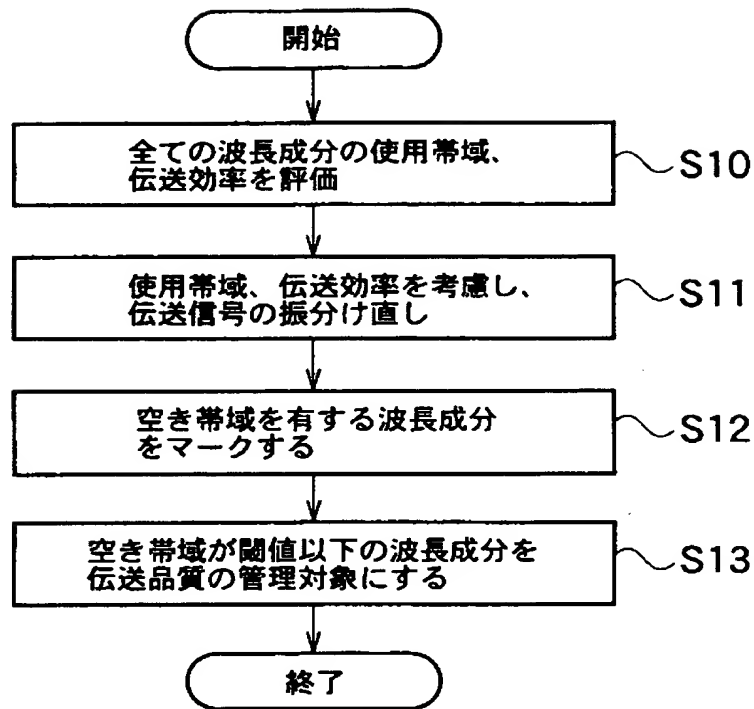 開始
全ての波長成分の使用帯域、
伝送効率を評価
S10
使用帯域、伝送効率を考慮し、
伝送信号の振分け直し
S11
空き帯域を有する波長成分
をマークする
S12
空き帯域が閾値以下の波長成分を
伝送品質の管理対象にする
S13
終了